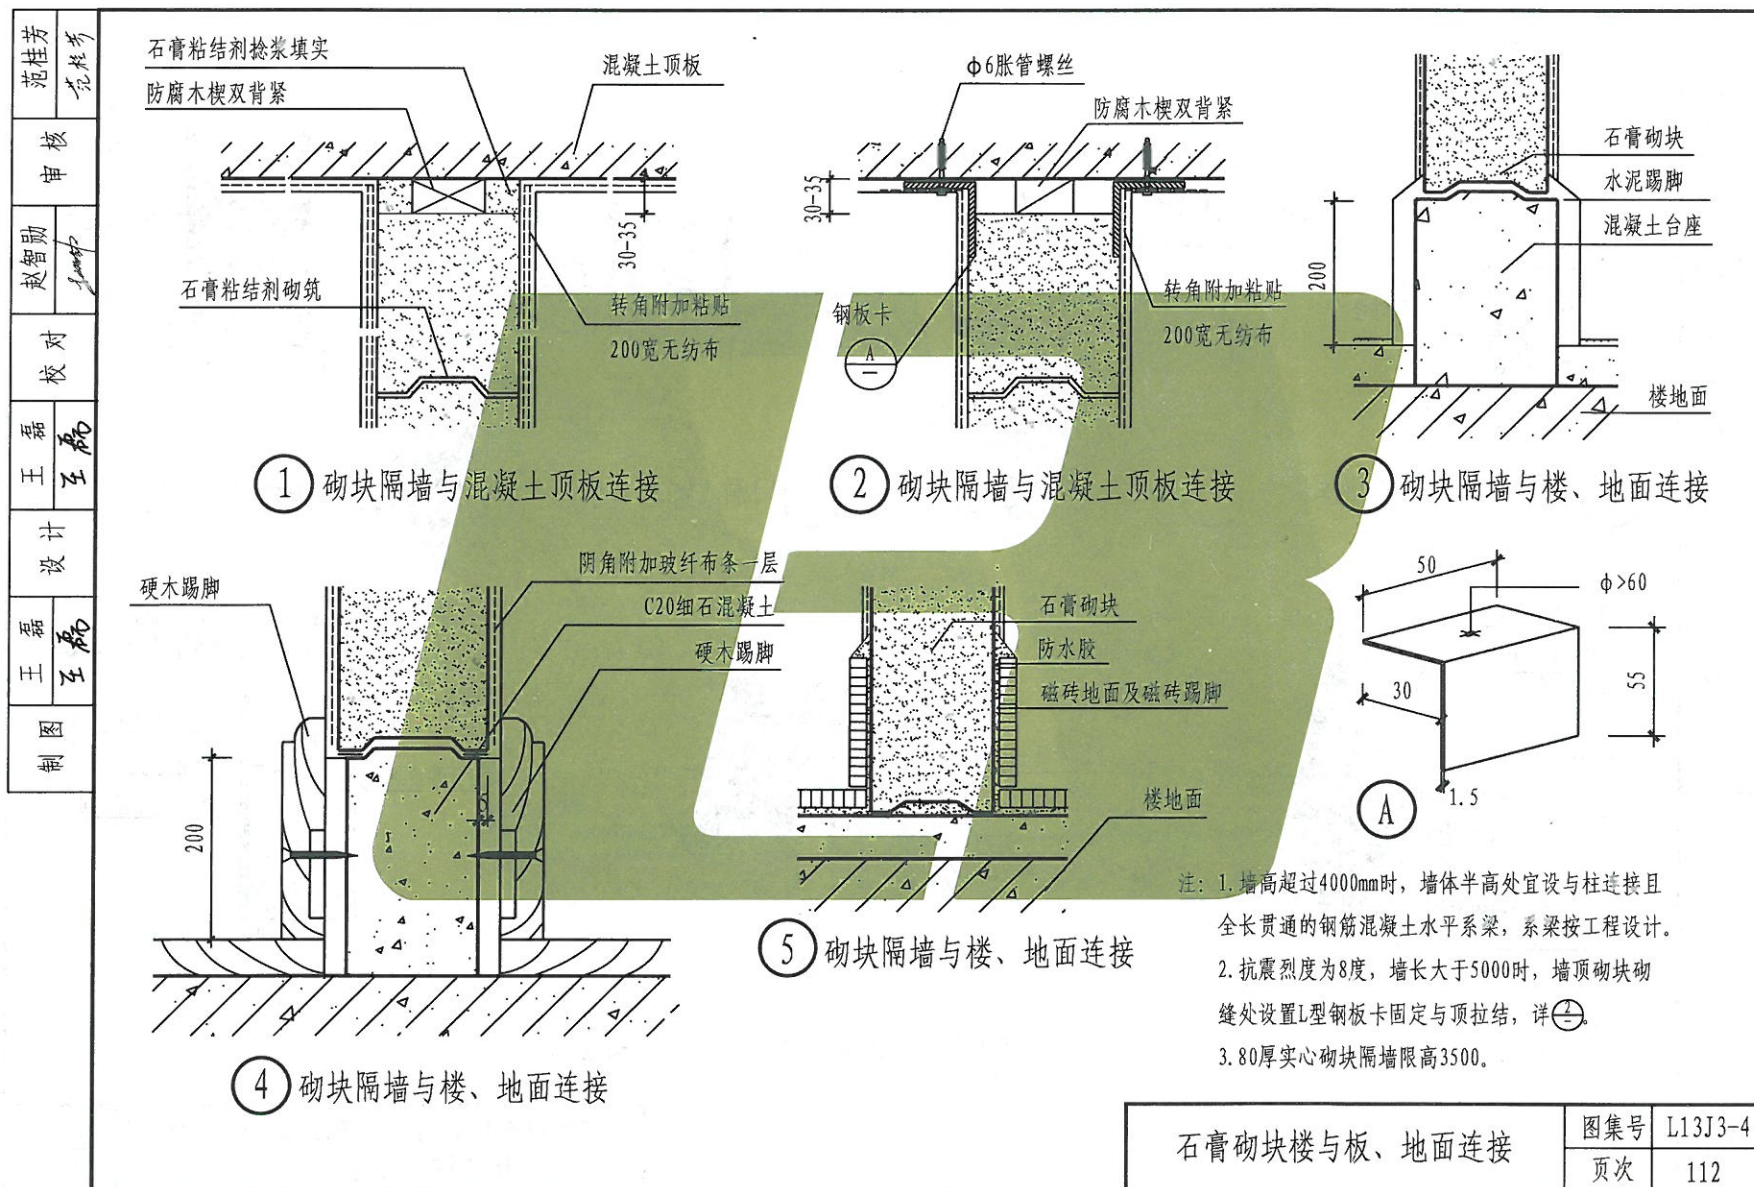 石膏粘结剂捻浆填实
防腐木楔双背紧
混凝土顶板
30-35
石膏粘结剂砌筑
转角附加粘贴
200宽无纺布
1 砌块隔墙与混凝土顶板连接
φ6胀管螺丝
防腐木楔双背紧
30-35
钢板卡
A
转角附加粘贴
200宽无纺布
2 砌块隔墙与混凝土顶板连接
石膏砌块
水泥踢脚
混凝土台座
200
楼地面
3 砌块隔墙与楼、地面连接
硬木踢脚
阴角附加玻纤布条一层
C20细石混凝土
硬木踢脚
200
5
4 砌块隔墙与楼、地面连接
石膏砌块
防水胶
磁砖地面及磁砖踢脚
楼地面
5 砌块隔墙与楼、地面连接
50
φ>60
30
55
1.5
A
注: 1. 墙高超过4000mm时，墙体半高处宜设与柱连接且
全长贯通的钢筋混凝土水平系梁，系梁按工程设计。
2. 抗震烈度为8度，墙长大于5000时，墙顶砌块砌
缝处设置L型钢板卡固定与顶拉结，详2。
3. 80厚实心砌块隔墙限高3500。
石膏砌块楼与板、地面连接
图集号 L13J3-4
页次 112
范桂芳 范桂芳
审核
赵智勋
校对
王磊 王磊
设计
王磊 王磊
制图